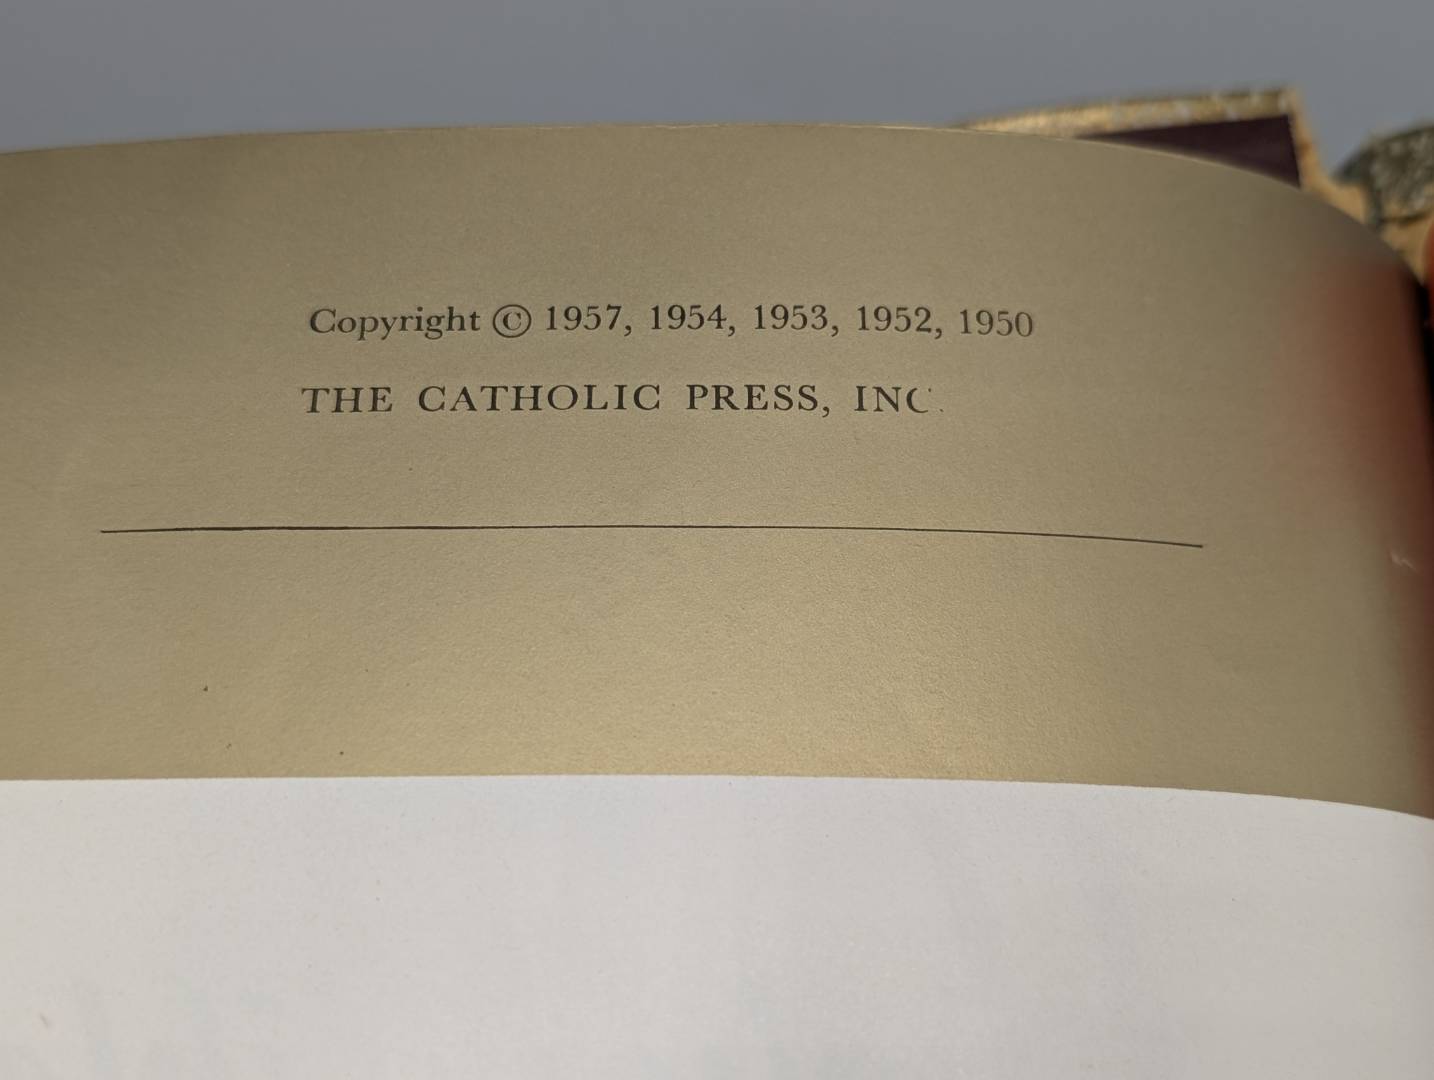 Copyright © 1957, 1954, 1953, 1952, 1950
THE CATHOLIC PRESS, INC.